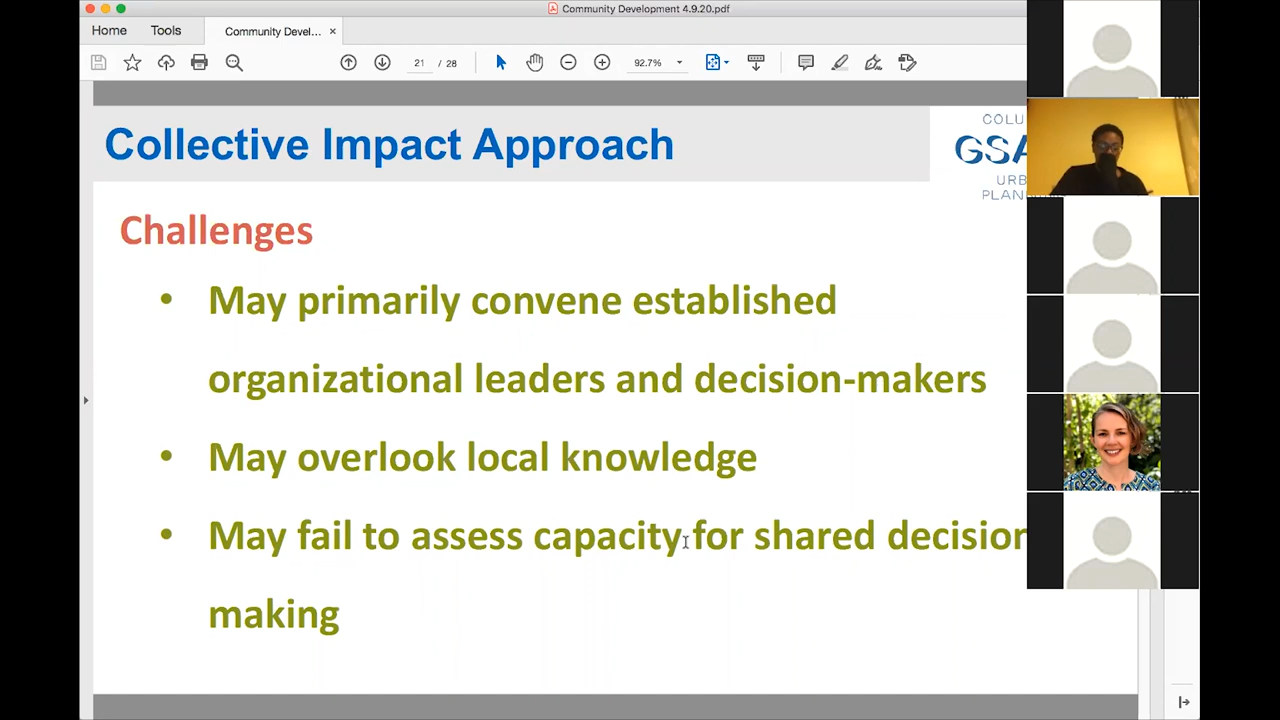 Community Development 4.9.20.pdf
Home Tools Community Devel... ×
21 / 28 92.7%
Collective Impact Approach
COLU
GSA
URB
PLAN
Challenges
• May primarily convene established
organizational leaders and decision-makers
• May overlook local knowledge
• May fail to assess capacity for shared decision
making